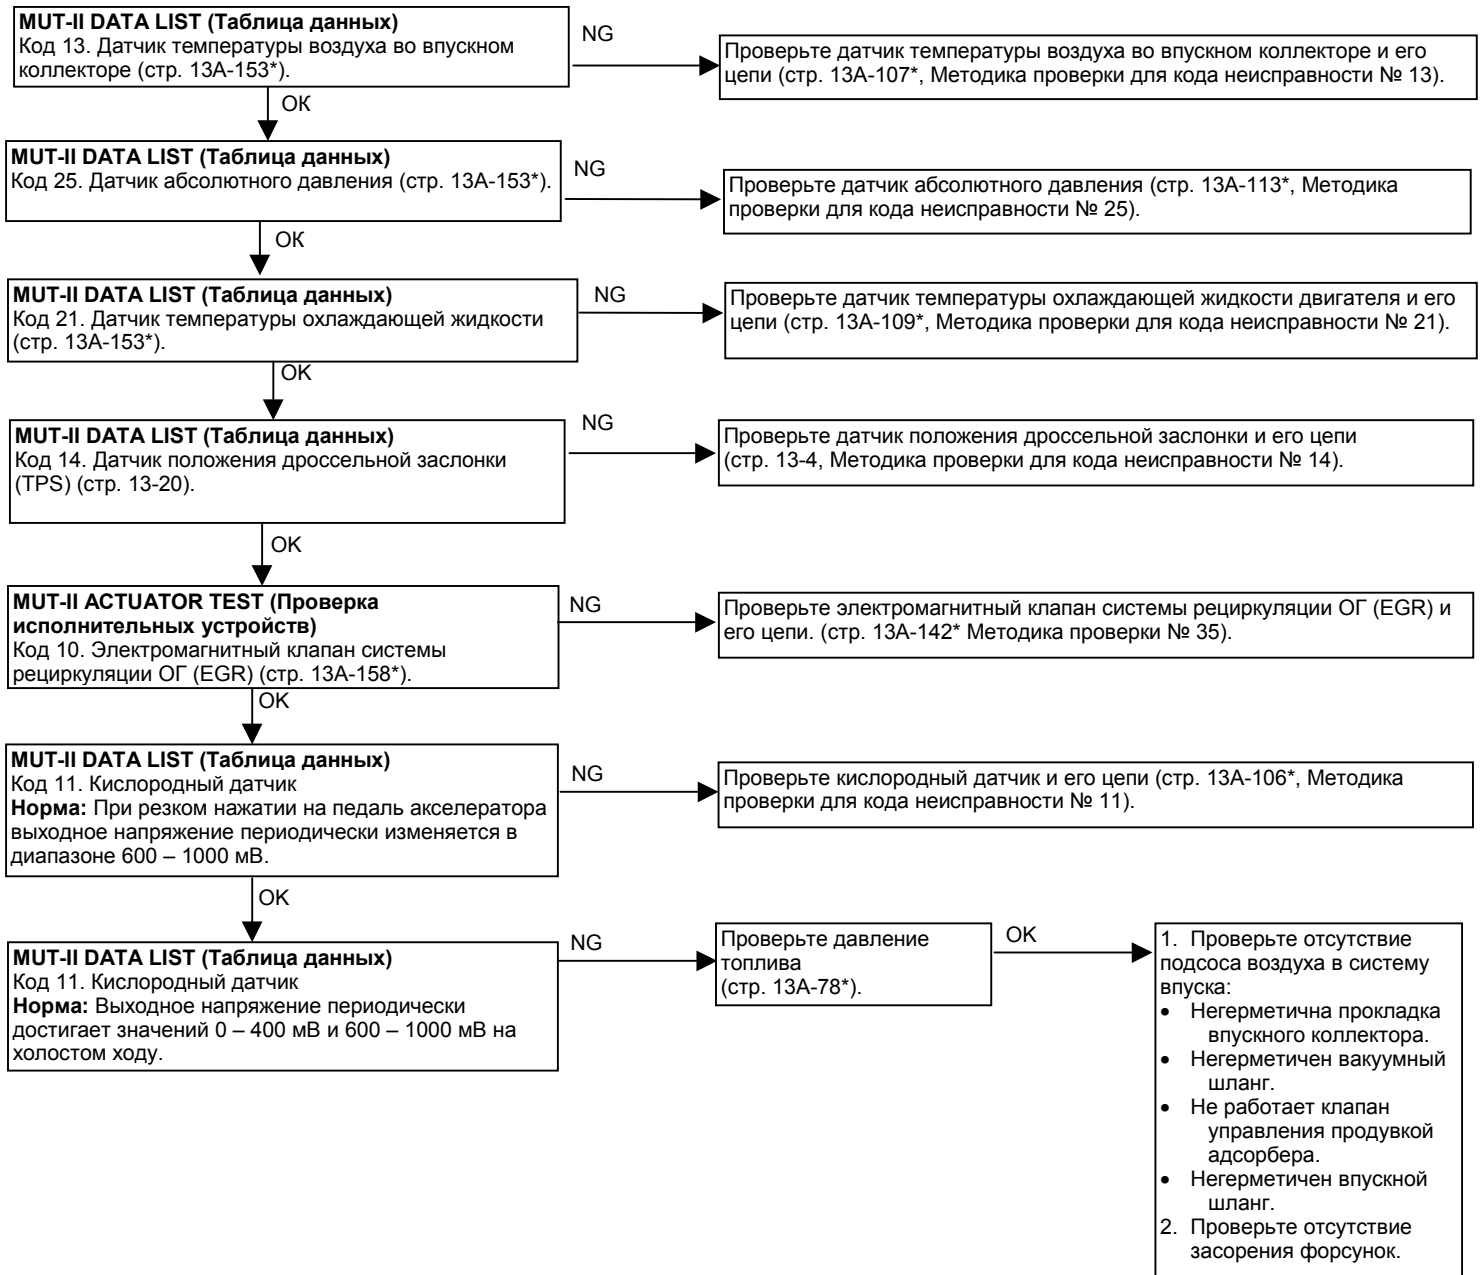 MUT-II DATA LIST (Таблица данных)
Код 13. Датчик температуры воздуха во впускном
коллекторе (стр. 13A-153*).
NG
Проверьте датчик температуры воздуха во впускном коллекторе и его
цепи (стр. 13A-107*, Методика проверки для кода неисправности № 13).
OK
MUT-II DATA LIST (Таблица данных)
Код 25. Датчик абсолютного давления (стр. 13A-153*).
NG
Проверьте датчик абсолютного давления (стр. 13A-113*, Методика
проверки для кода неисправности № 25).
OK
MUT-II DATA LIST (Таблица данных)
Код 21. Датчик температуры охлаждающей жидкости
(стр. 13A-153*).
NG
Проверьте датчик температуры охлаждающей жидкости двигателя и его
цепи (стр. 13A-109*, Методика проверки для кода неисправности № 21).
OK
MUT-II DATA LIST (Таблица данных)
Код 14. Датчик положения дроссельной заслонки
(TPS) (стр. 13-20).
NG
Проверьте датчик положения дроссельной заслонки и его цепи
(стр. 13-4, Методика проверки для кода неисправности № 14).
OK
MUT-II ACTUATOR TEST (Проверка
исполнительных устройств)
Код 10. Электромагнитный клапан системы
рециркуляции ОГ (EGR) (стр. 13A-158*).
NG
Проверьте электромагнитный клапан системы рециркуляции ОГ (EGR) и
его цепи. (стр. 13A-142* Методика проверки № 35).
OK
MUT-II DATA LIST (Таблица данных)
Код 11. Кислородный датчик
Норма: При резком нажатии на педаль акселератора
выходное напряжение периодически изменяется в
диапазоне 600 – 1000 мВ.
NG
Проверьте кислородный датчик и его цепи (стр. 13A-106*, Методика
проверки для кода неисправности № 11).
OK
MUT-II DATA LIST (Таблица данных)
Код 11. Кислородный датчик
Норма: Выходное напряжение периодически
достигает значений 0 – 400 мВ и 600 – 1000 мВ на
холостом ходу.
NG
Проверьте давление
топлива
(стр. 13A-78*).
OK
1. Проверьте отсутствие
подсоса воздуха в систему
впуска:
• Негерметична прокладка
впускного коллектора.
• Негерметичен вакуумный
шланг.
• Не работает клапан
управления продувкой
адсорбера.
• Негерметичен впускной
шланг.
2. Проверьте отсутствие
засорения форсунок.